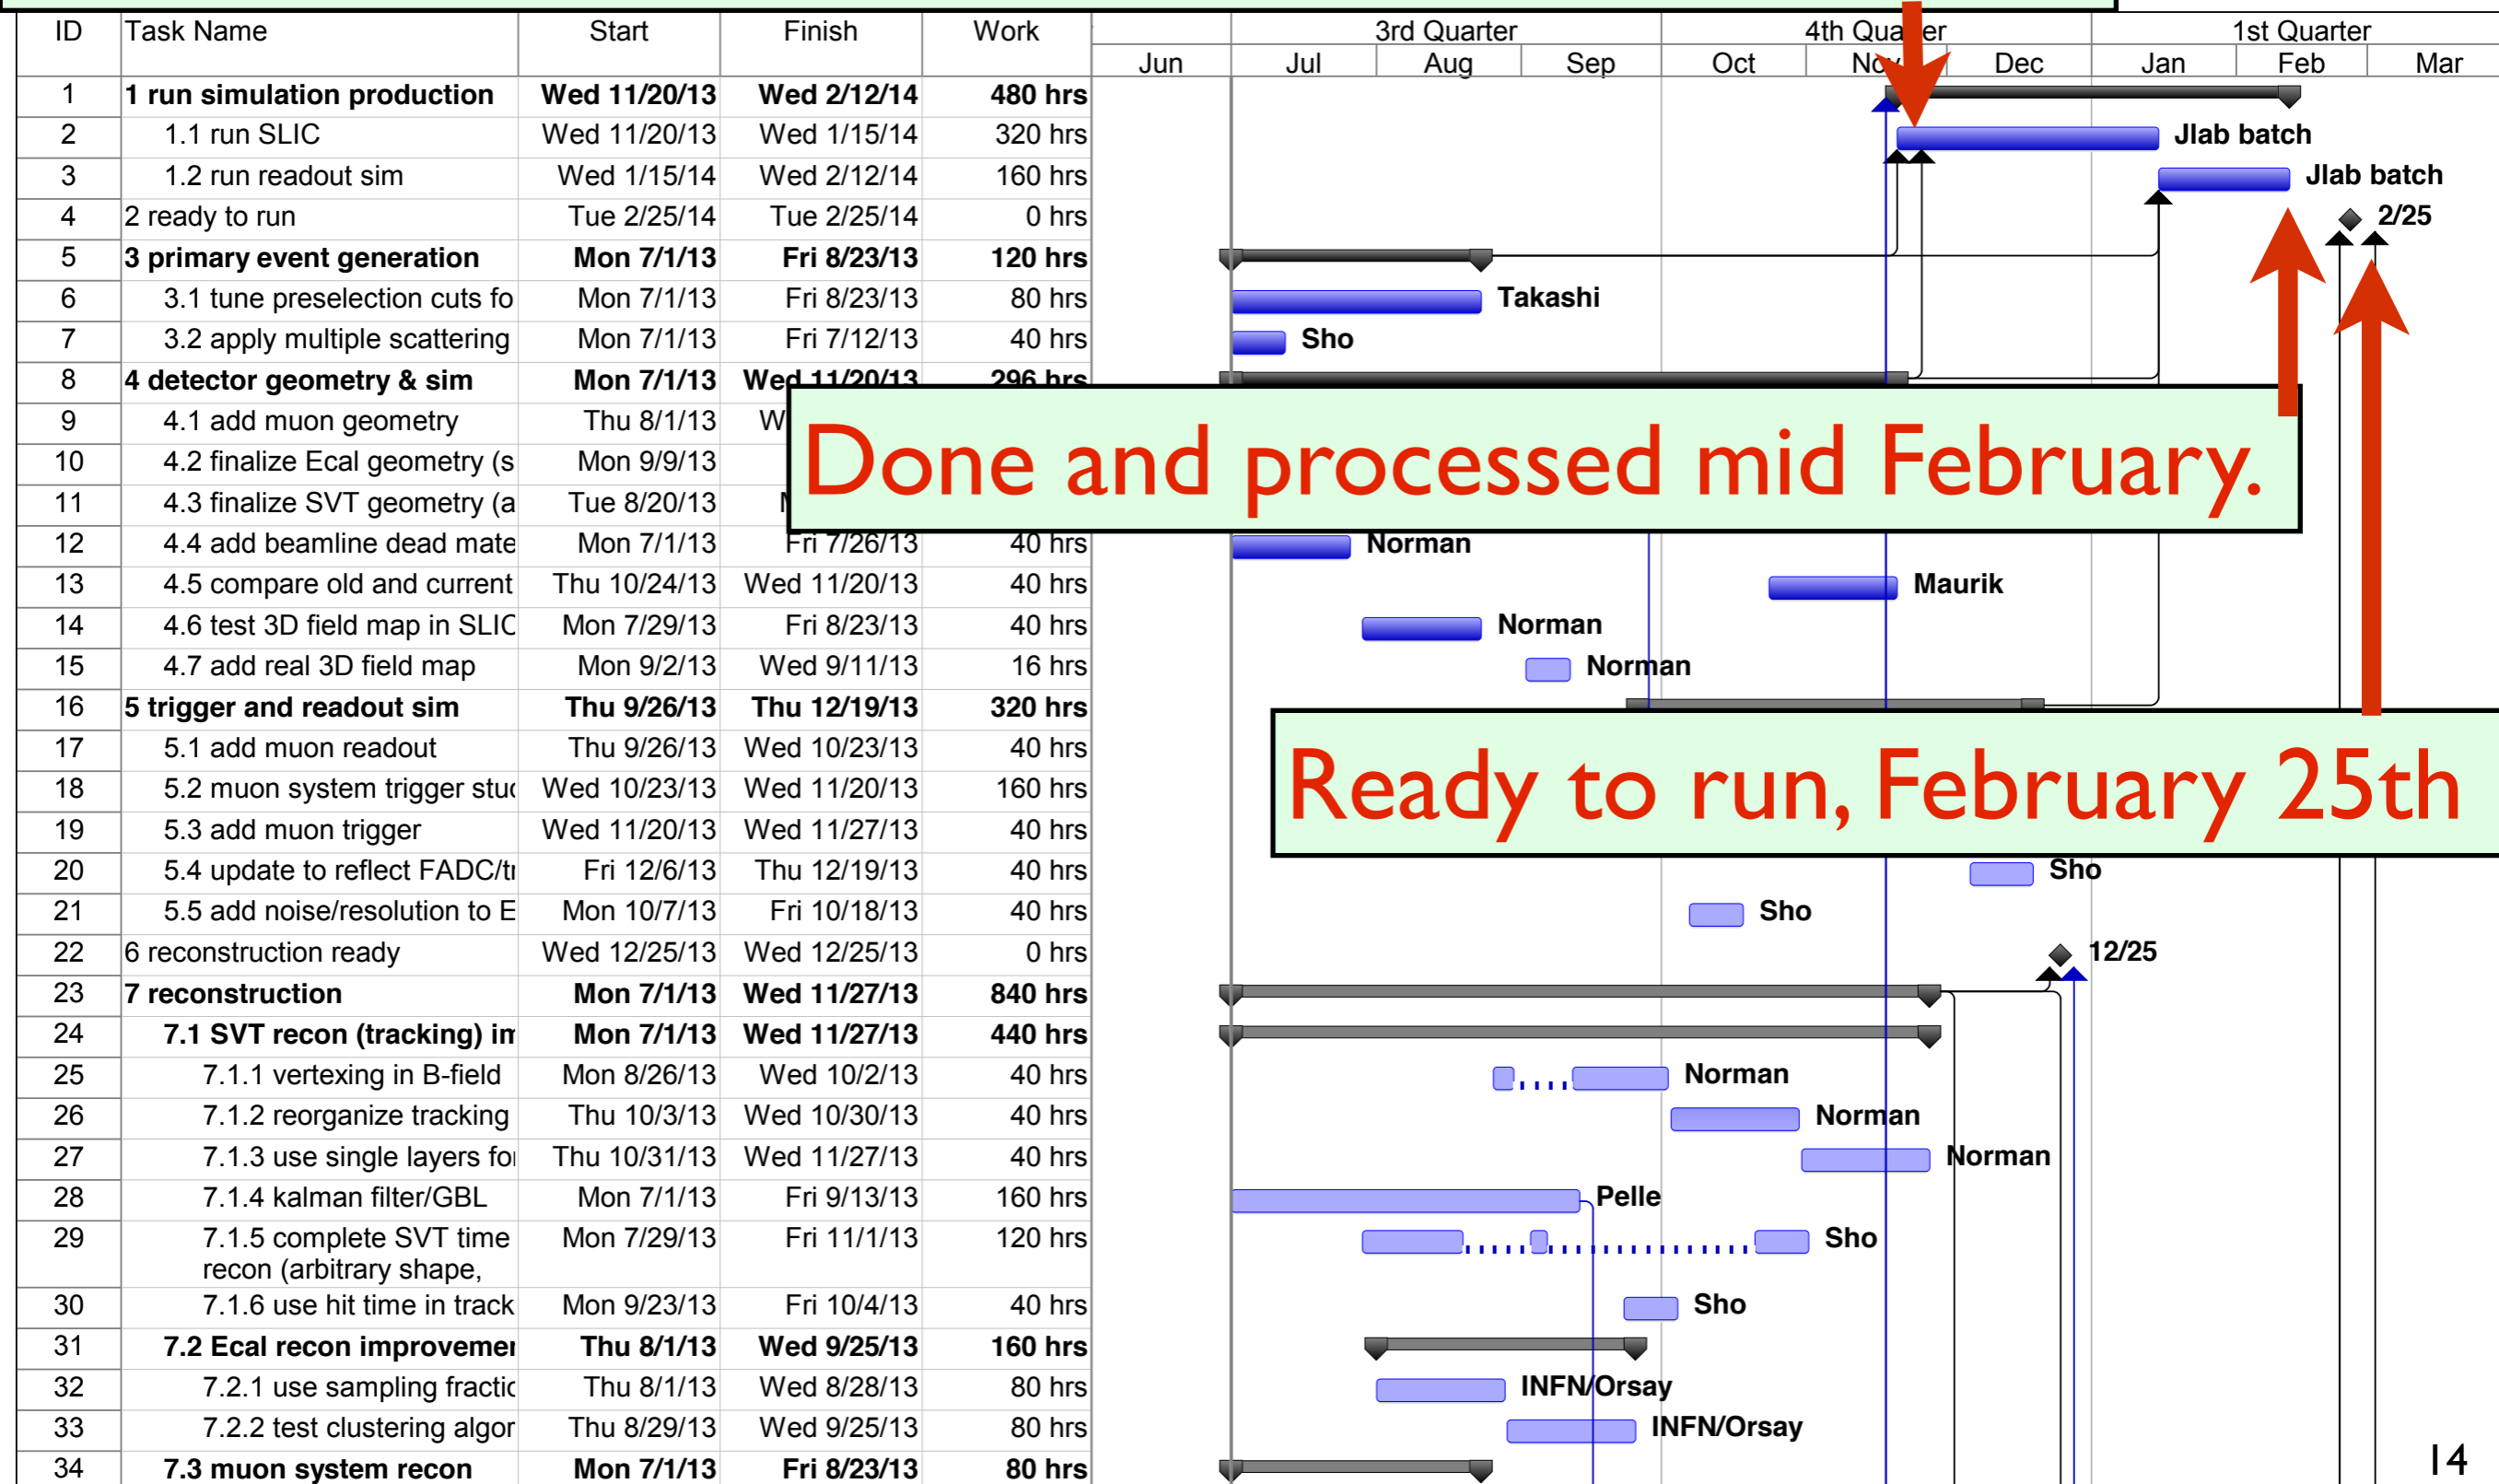 ID Task Name Start Finish Work 3rd Quarter 4th Quarter 1st Quarter
Jun Jul Aug Sep Oct Nov Dec Jan Feb Mar
1 1 run simulation production Wed 11/20/13 Wed 2/12/14 480 hrs
2 1.1 run SLIC Wed 11/20/13 Wed 1/15/14 320 hrs Jlab batch
3 1.2 run readout sim Wed 1/15/14 Wed 2/12/14 160 hrs Jlab batch
4 2 ready to run Tue 2/25/14 Tue 2/25/14 0 hrs 2/25
5 3 primary event generation Mon 7/1/13 Fri 8/23/13 120 hrs
6 3.1 tune preselection cuts fo Mon 7/1/13 Fri 8/23/13 80 hrs Takashi
7 3.2 apply multiple scattering Mon 7/1/13 Fri 7/12/13 40 hrs Sho
8 4 detector geometry & sim Mon 7/1/13 Wed 11/20/13 296 hrs
9 4.1 add muon geometry Thu 8/1/13 W
10 4.2 finalize Ecal geometry (s Mon 9/9/13
11 4.3 finalize SVT geometry (a Tue 8/20/13
Done and processed mid February.
12 4.4 add beamline dead mate Mon 7/1/13 Fri 7/26/13 40 hrs Norman
13 4.5 compare old and current Thu 10/24/13 Wed 11/20/13 40 hrs Maurik
14 4.6 test 3D field map in SLIC Mon 7/29/13 Fri 8/23/13 40 hrs Norman
15 4.7 add real 3D field map Mon 9/2/13 Wed 9/11/13 16 hrs Norman
16 5 trigger and readout sim Thu 9/26/13 Thu 12/19/13 320 hrs
17 5.1 add muon readout Thu 9/26/13 Wed 10/23/13 40 hrs
18 5.2 muon system trigger stud Wed 10/23/13 Wed 11/20/13 160 hrs
Ready to run, February 25th
19 5.3 add muon trigger Wed 11/20/13 Wed 11/27/13 40 hrs
20 5.4 update to reflect FADC/tr Fri 12/6/13 Thu 12/19/13 40 hrs Sho
21 5.5 add noise/resolution to E Mon 10/7/13 Fri 10/18/13 40 hrs Sho
22 6 reconstruction ready Wed 12/25/13 Wed 12/25/13 0 hrs 12/25
23 7 reconstruction Mon 7/1/13 Wed 11/27/13 840 hrs
24 7.1 SVT recon (tracking) im Mon 7/1/13 Wed 11/27/13 440 hrs
25 7.1.1 vertexing in B-field Mon 8/26/13 Wed 10/2/13 40 hrs Norman
26 7.1.2 reorganize tracking Thu 10/3/13 Wed 10/30/13 40 hrs Norman
27 7.1.3 use single layers for Thu 10/31/13 Wed 11/27/13 40 hrs Norman
28 7.1.4 kalman filter/GBL Mon 7/1/13 Fri 9/13/13 160 hrs Pelle
29 7.1.5 complete SVT time Mon 7/29/13 Fri 11/1/13 120 hrs Sho
recon (arbitrary shape,
30 7.1.6 use hit time in track Mon 9/23/13 Fri 10/4/13 40 hrs Sho
31 7.2 Ecal recon improvemen Thu 8/1/13 Wed 9/25/13 160 hrs
32 7.2.1 use sampling fractio Thu 8/1/13 Wed 8/28/13 80 hrs INFN/Orsay
33 7.2.2 test clustering algor Thu 8/29/13 Wed 9/25/13 80 hrs INFN/Orsay
34 7.3 muon system recon Mon 7/1/13 Fri 8/23/13 80 hrs
14